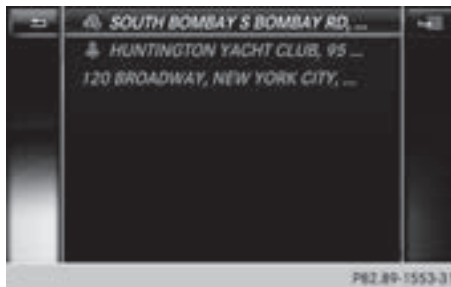 SOUTH BOMBAY S BOMBAY RD, ...
HUNTINGTON YACHT CLUB, 95 ...
120 BROADWAY, NEW YORK CITY, ...
P82.89-1553-31